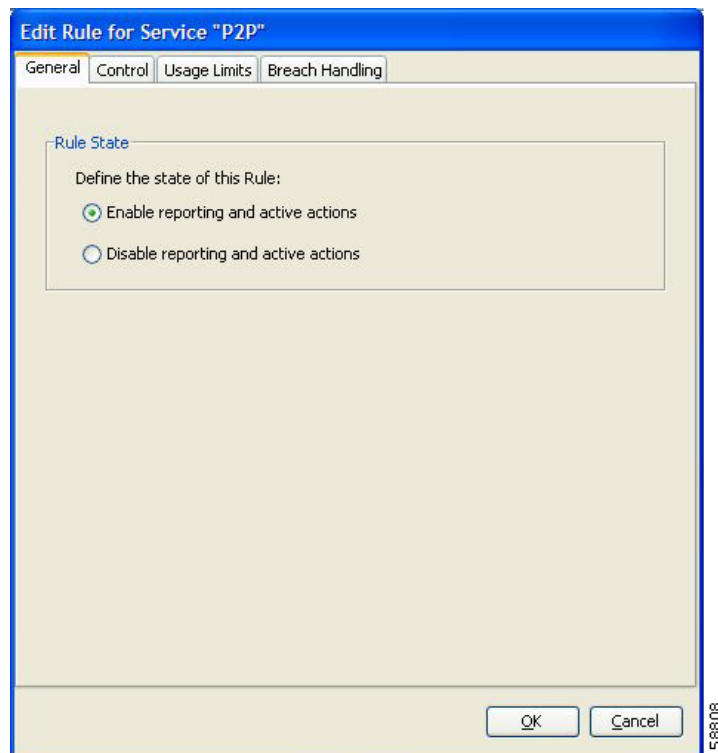 Edit Rule for Service "P2P"
General Control Usage Limits Breach Handling
Rule State
Define the state of this Rule:
Enable reporting and active actions
Disable reporting and active actions
OK Cancel